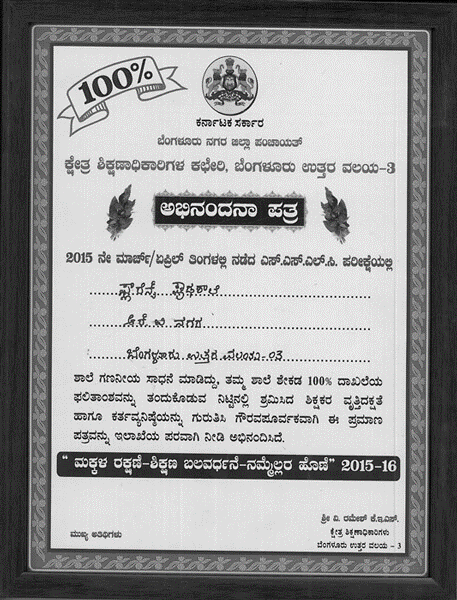 100%
ಕರ್ನಾಟಕ ಸರ್ಕಾರ
ಬೆಂಗಳೂರು ನಗರ ಜಿಲ್ಲಾ ಪಂಚಾಯತ್
ಕ್ಷೇತ್ರ ಶಿಕ್ಷಣಾಧಿಕಾರಿಗಳ ಕಛೇರಿ, ಬೆಂಗಳೂರು ಉತ್ತರ ವಲಯ-3
ಅಭಿನಂದನಾ ಪತ್ರ
2015 ನೇ ಮಾರ್ಚ್/ಏಪ್ರಿಲ್ ತಿಂಗಳಲ್ಲಿ ನಡೆದ ಎಸ್.ಎಸ್.ಎಲ್.ಸಿ. ಪರೀಕ್ಷೆಯಲ್ಲಿ
ಫ್ಲಾರೆನ್ಸ್ ಪ್ರೌಢಶಾಲೆ
ನಗರ
ಬೆಂಗಳೂರು ಉತ್ತರ ವಲಯ-03
ಶಾಲೆ ಗಣನೀಯ ಸಾಧನೆ ಮಾಡಿದ್ದು, ತಮ್ಮ ಶಾಲೆ ಶೇಕಡ 100% ದಾಖಲೆಯ
ಫಲಿತಾಂಶವನ್ನು ತಂದುಕೊಡುವ ನಿಟ್ಟಿನಲ್ಲಿ ಶ್ರಮಿಸಿದ ಶಿಕ್ಷಕರ ವೃತ್ತಿದಕ್ಷತೆ
ಹಾಗೂ ಕರ್ತವ್ಯನಿಷ್ಠೆಯನ್ನು ಗುರುತಿಸಿ ಗೌರವಪೂರ್ವಕವಾಗಿ ಈ ಪ್ರಮಾಣ
ಪತ್ರವನ್ನು ಇಲಾಖೆಯ ಪರವಾಗಿ ನೀಡಿ ಅಭಿನಂದಿಸಿದೆ.
“ ಮಕ್ಕಳ ರಕ್ಷಣೆ-ಶಿಕ್ಷಣ ಬಲವರ್ಧನೆ-ನಮ್ಮೆಲ್ಲರ ಹೊಣೆ” 2015-16
ಶ್ರೀ ವಿ. ರಮೇಶ್ ಕೆ.ಇ.ಎಸ್.
ಕ್ಷೇತ್ರ ಶಿಕ್ಷಣಾಧಿಕಾರಿಗಳು
ಮುಖ್ಯ ಅತಿಥಿಗಳು
ಬೆಂಗಳೂರು ಉತ್ತರ ವಲಯ - 3